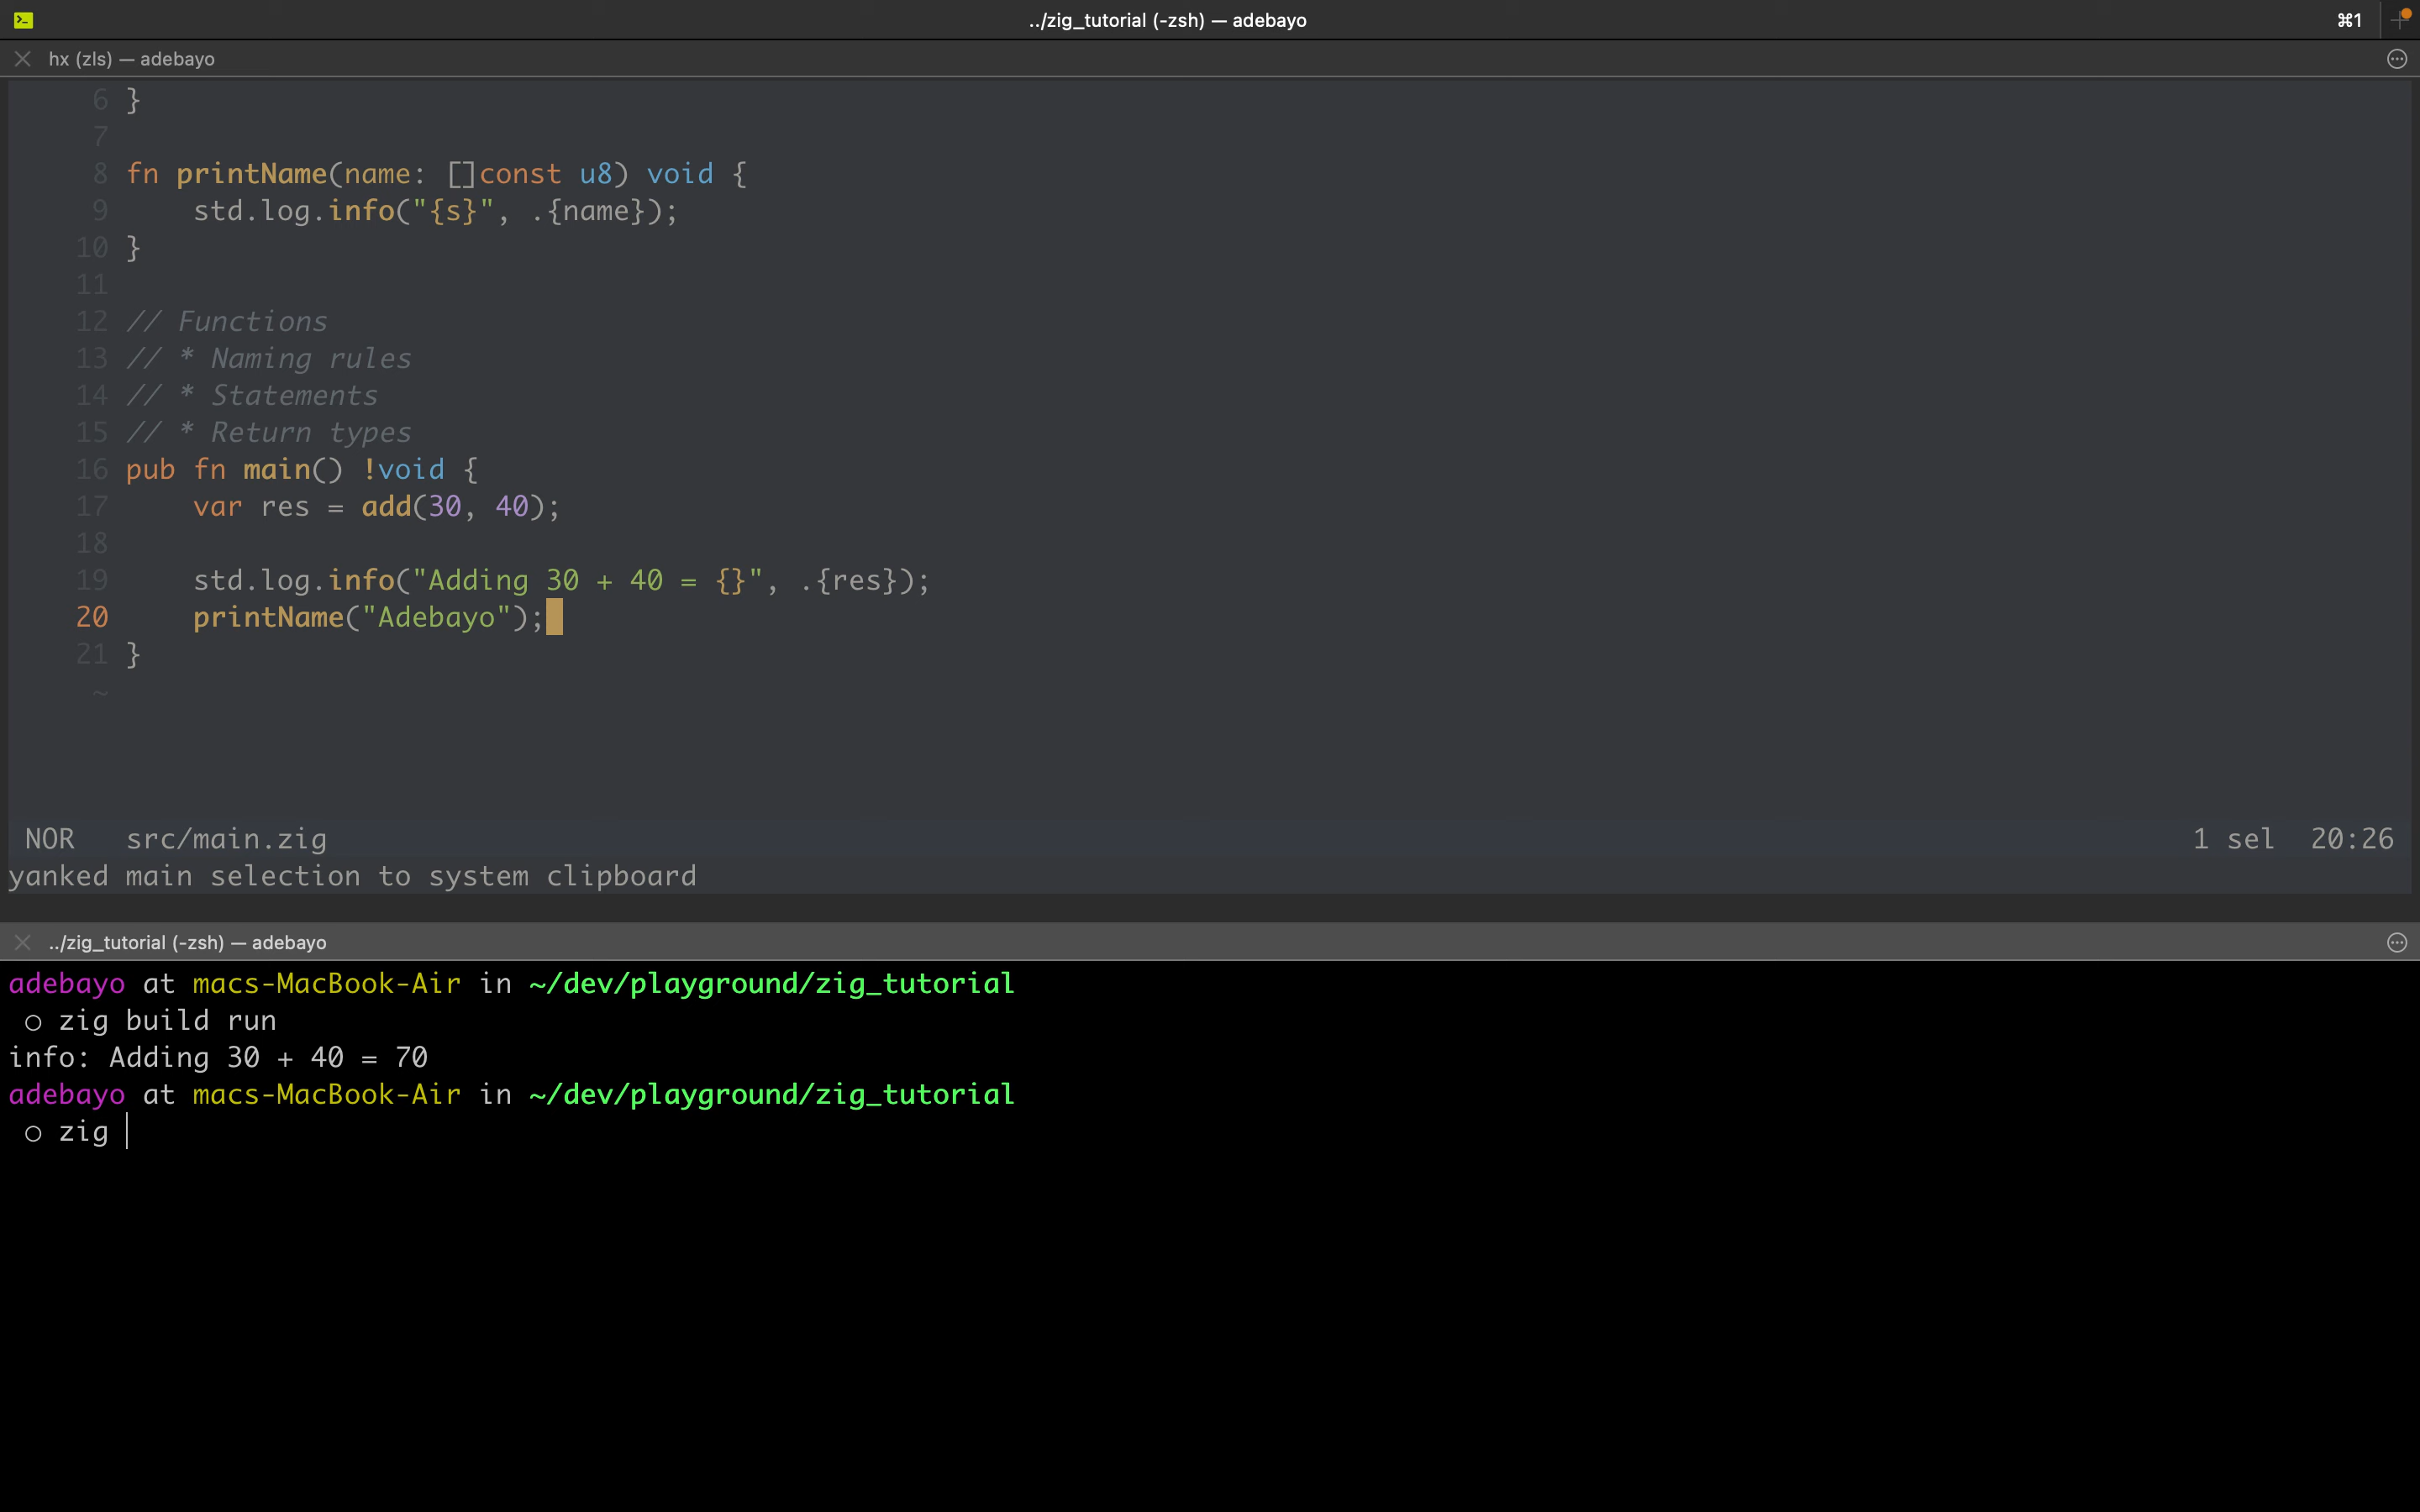 ../zig_tutorial (-zsh) — adebayo ⌘1
hx (zls) — adebayo
6 }
7
8 fn printName(name: []const u8) void {
9     std.log.info("{s}", .{name});
10 }
11
12 // Functions
13 // * Naming rules
14 // * Statements
15 // * Return types
16 pub fn main() !void {
17     var res = add(30, 40);
18
19     std.log.info("Adding 30 + 40 = {}", .{res});
20     printName("Adebayo");
21 }
~
NOR src/main.zig 1 sel 20:26
yanked main selection to system clipboard
../zig_tutorial (-zsh) — adebayo
adebayo at macs-MacBook-Air in ~/dev/playground/zig_tutorial
○ zig build run
info: Adding 30 + 40 = 70
adebayo at macs-MacBook-Air in ~/dev/playground/zig_tutorial
○ zig